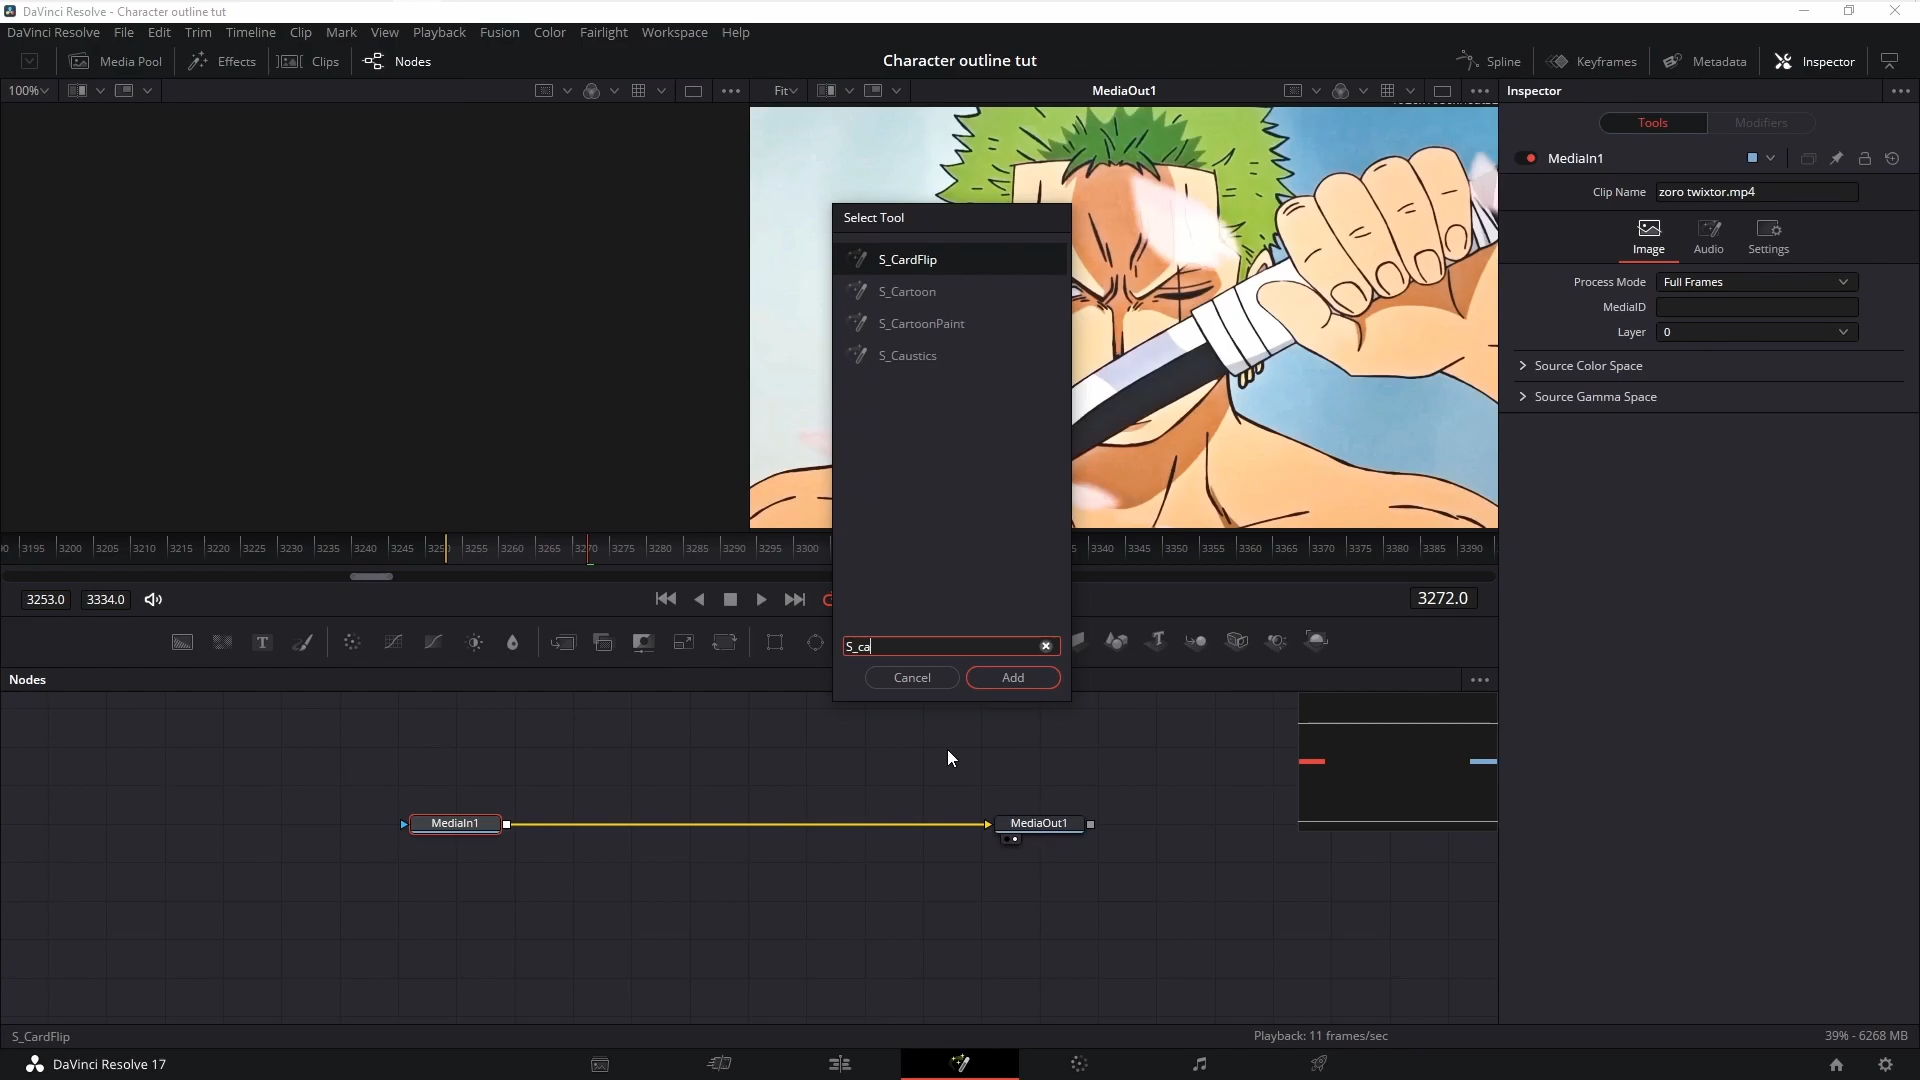 DaVinci Resolve - Character outline tut
DaVinci Resolve File Edit Trim Timeline Clip Mark View Playback Fusion Color Fairlight Workspace Help
Media Pool Effects Clips Nodes Character outline tut Spline Keyframes Metadata Inspector
100% Fit MediaOut1 Inspector
Tools Modifiers
MediaIn1
Clip Name zoro twixtor.mp4
Image Audio Settings
Process Mode Full Frames
MediaID
Layer 0
Source Color Space
Source Gamma Space
Select Tool
S_CardFlip
S_Cartoon
S_CartoonPaint
S_Caustics
S_ca
Cancel Add
3195 3200 3205 3210 3215 3220 3225 3230 3235 3240 3245 3255 3260 3265 3270 3275 3280 3285 3290 3295 3300 3340 3345 3350 3355 3360 3365 3370 3375 3380 3385 3390
3253.0 3334.0 3272.0
Nodes
MediaIn1 MediaOut1
S_CardFlip Playback: 11 frames/sec 39% - 6268 MB
DaVinci Resolve 17